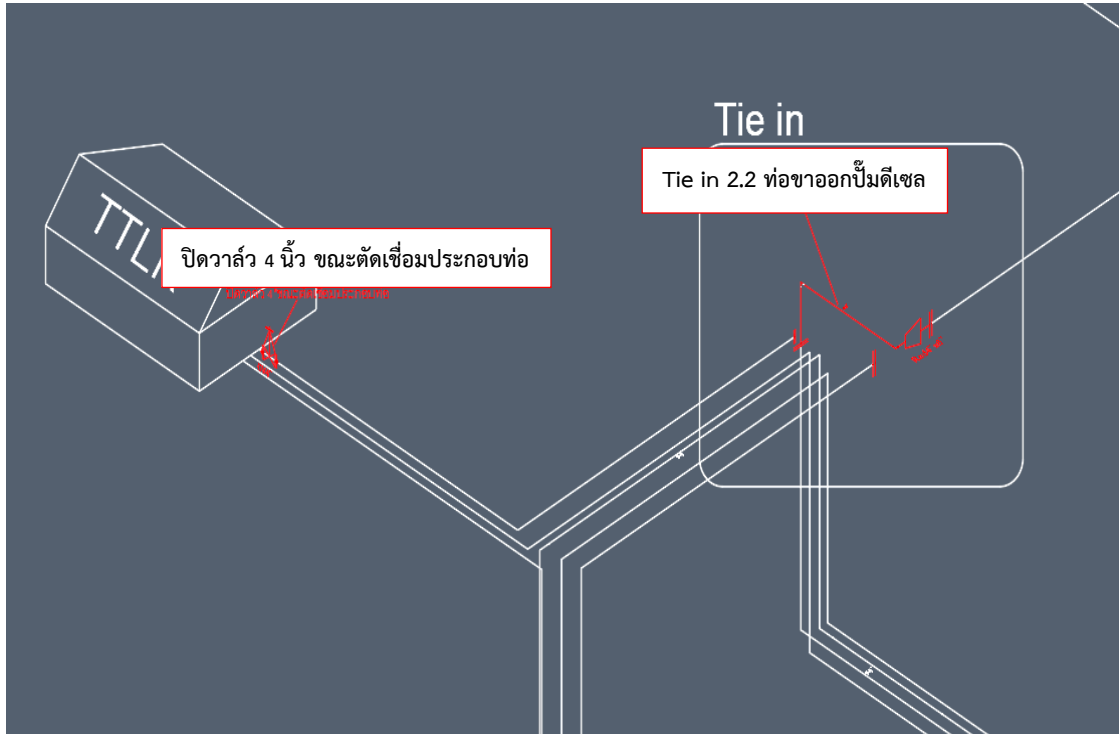 Tie in
Tie in 2.2 ท่อขาออกปั๊มดีเซล
ปิดวาล์ว 4 นิ้ว ขณะตัดเชื่อมประกอบท่อ